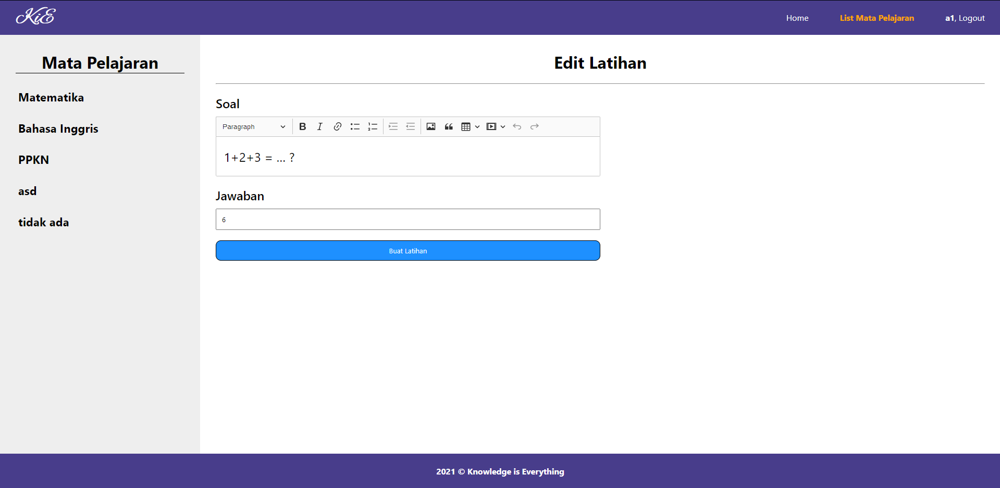 KiE
Home
List Mata Pelajaran
a1, Logout
Mata Pelajaran
Matematika
Bahasa Inggris
PPKN
asd
tidak ada
Edit Latihan
Soal
Paragraph
1+2+3 = ... ?
Jawaban
6
Buat Latihan
2021 © Knowledge is Everything